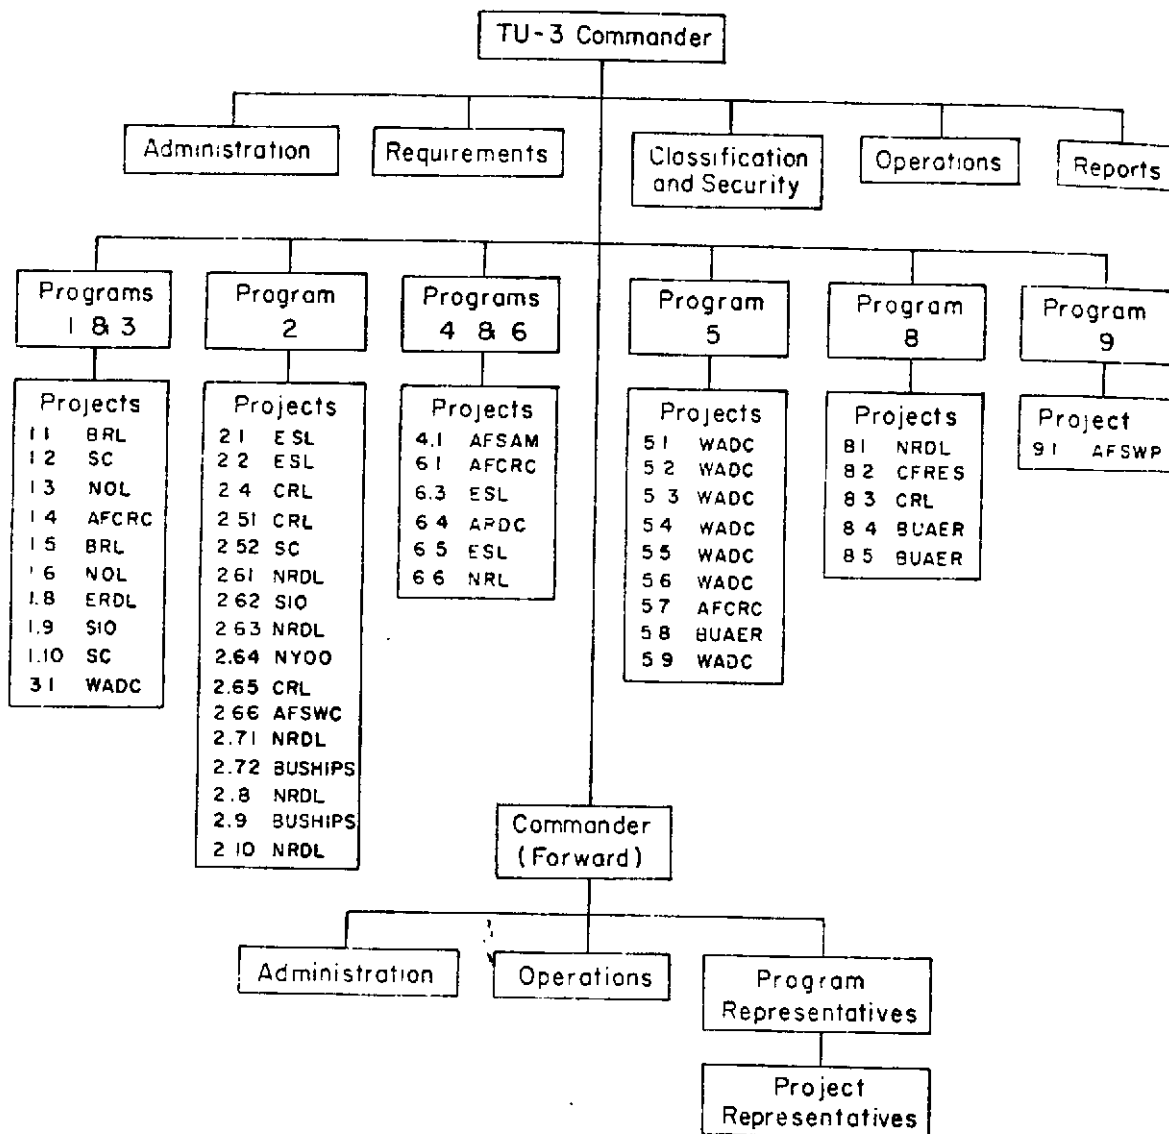 TU-3 Commander
Administration
Requirements
Classification
and Security
Operations
Reports
Programs
1 & 3
Projects
1.1 BRL
1.2 SC
1.3 NOL
1.4 AFCRC
1.5 BRL
1.6 NOL
1.8 ERDL
1.9 SIO
1.10 SC
3.1 WADC
Program
2
Projects
2.1 ESL
2.2 ESL
2.4 CRL
2.51 CRL
2.52 SC
2.61 NRDL
2.62 SIO
2.63 NRDL
2.64 NYOO
2.65 CRL
2.66 AFSWC
2.71 NRDL
2.72 BUSHIPS
2.8 NRDL
2.9 BUSHIPS
2.10 NRDL
Programs
4 & 6
Projects
4.1 AFSAM
6.1 AFCRC
6.3 ESL
6.4 ARDC
6.5 ESL
6.6 NRL
Program
5
Projects
5.1 WADC
5.2 WADC
5.3 WADC
5.4 WADC
5.5 WADC
5.6 WADC
5.7 AFCRC
5.8 BUAER
5.9 WADC
Program
8
Projects
8.1 NRDL
8.2 CFRES
8.3 CRL
8.4 BUAER
8.5 BUAER
Program
9
Project
9.1 AFSWP
Commander
(Forward)
Administration
Operations
Program
Representatives
Project
Representatives